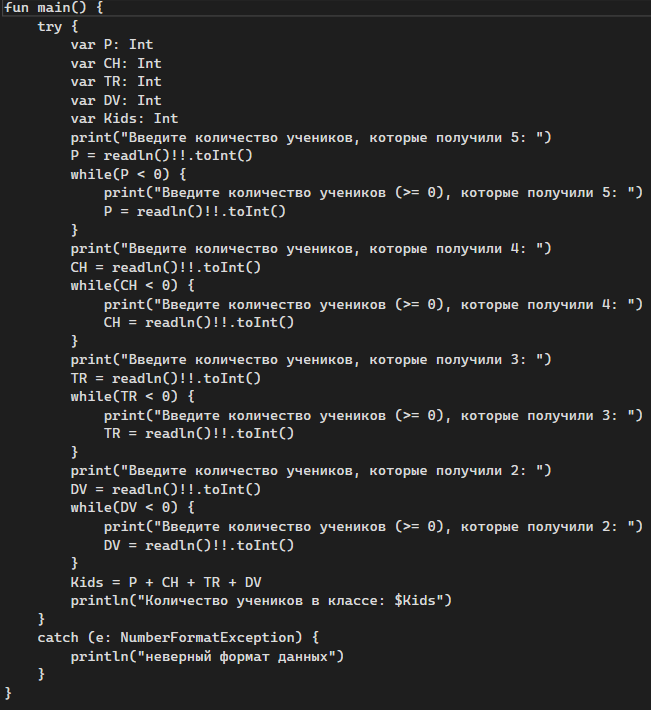 fun main() {
    try {
        var P: Int
        var CH: Int
        var TR: Int
        var DV: Int
        var Kids: Int
        print("Введите количество учеников, которые получили 5: ")
        P = readln()!!.toInt()
        while(P < 0) {
            print("Введите количество учеников (>= 0), которые получили 5: ")
            P = readln()!!.toInt()
        }
        print("Введите количество учеников, которые получили 4: ")
        CH = readln()!!.toInt()
        while(CH < 0) {
            print("Введите количество учеников (>= 0), которые получили 4: ")
            CH = readln()!!.toInt()
        }
        print("Введите количество учеников, которые получили 3: ")
        TR = readln()!!.toInt()
        while(TR < 0) {
            print("Введите количество учеников (>= 0), которые получили 3: ")
            TR = readln()!!.toInt()
        }
        print("Введите количество учеников, которые получили 2: ")
        DV = readln()!!.toInt()
        while(DV < 0) {
            print("Введите количество учеников (>= 0), которые получили 2: ")
            DV = readln()!!.toInt()
        }
        Kids = P + CH + TR + DV
        println("Количество учеников в классе: $Kids")
    }
    catch (e: NumberFormatException) {
        println("неверный формат данных")
    }
}